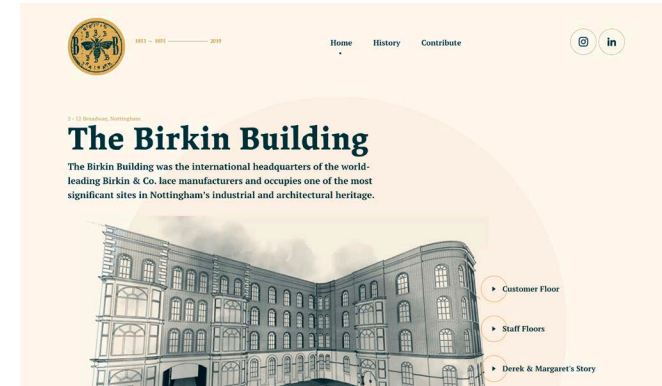 1855 — 2019
Home
History
Contribute
2 - 12 Broadway, Nottingham
The Birkin Building
The Birkin Building was the international headquarters of the world-
leading Birkin & Co. lace manufacturers and occupies one of the most
significant sites in Nottingham's industrial and architectural heritage.
Customer Floor
Staff Floors
Derek & Margaret's Story